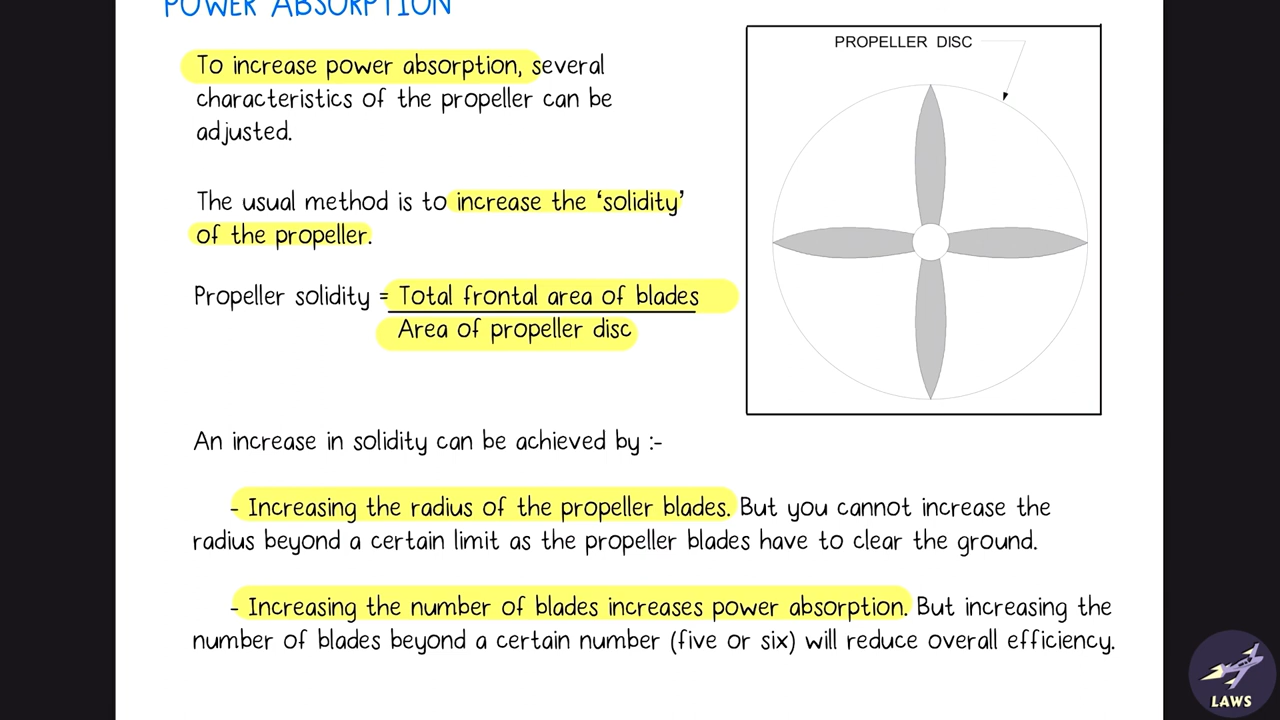 POWER ABSORPTION
To increase power absorption, several
characteristics of the propeller can be
adjusted.
The usual method is to increase the ‘solidity’
of the propeller.
Propeller solidity = Total frontal area of blades
Area of propeller disc
PROPELLER DISC
An increase in solidity can be achieved by :-
- Increasing the radius of the propeller blades. But you cannot increase the
radius beyond a certain limit as the propeller blades have to clear the ground.
- Increasing the number of blades increases power absorption. But increasing the
number of blades beyond a certain number (five or six) will reduce overall efficiency.
LAWS